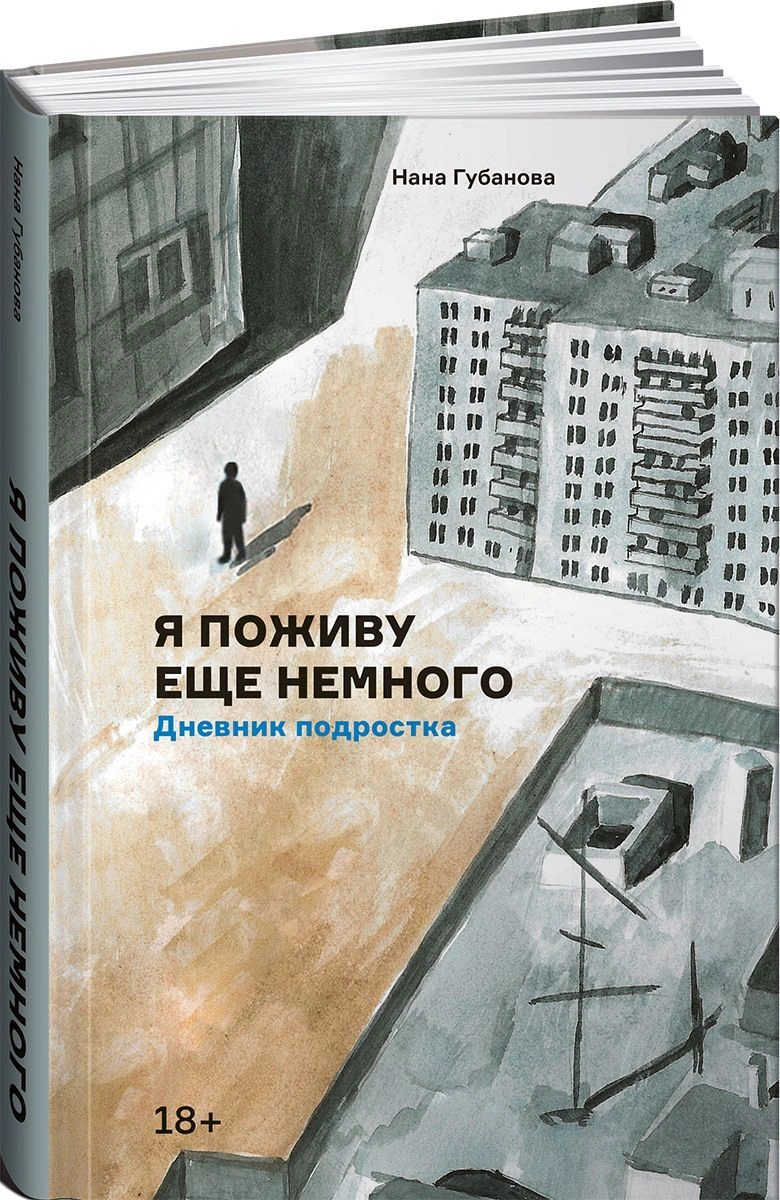 Нана Губанова
Я ПОЖИВУ ЕЩЕ НЕМНОГО
Нана Губанова
Я ПОЖИВУ
ЕЩЕ НЕМНОГО
Дневник подростка
18+